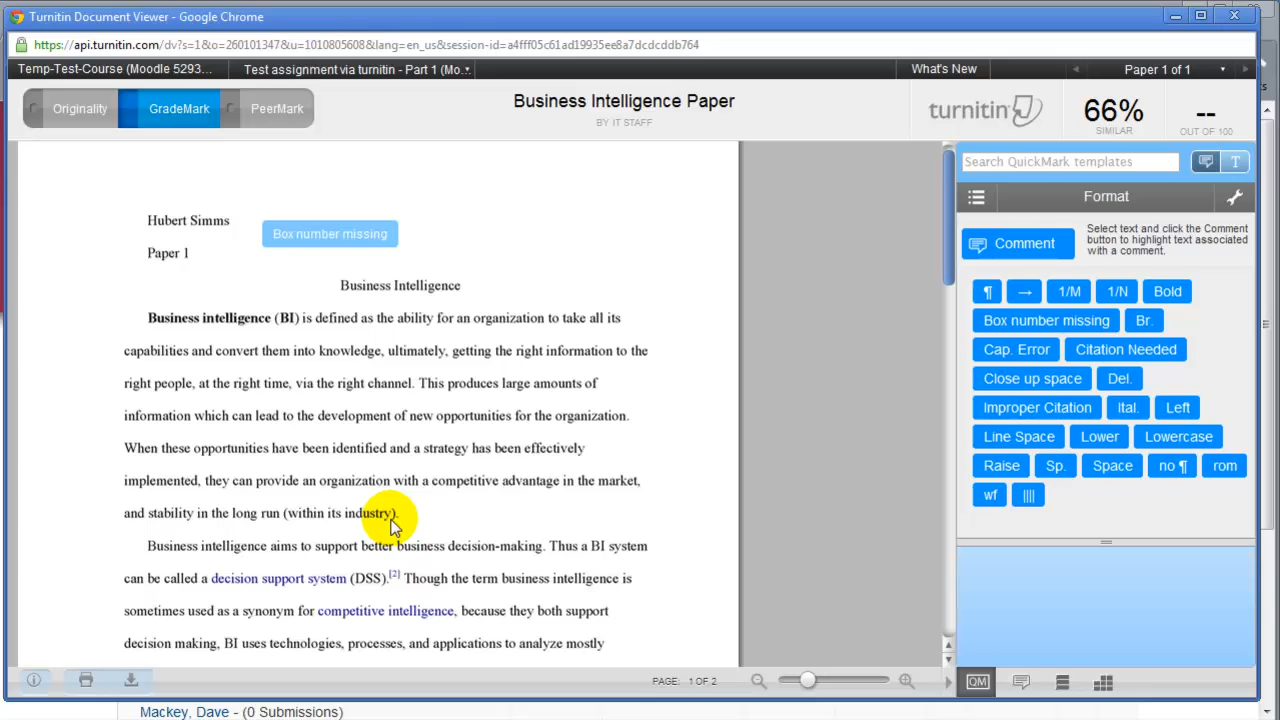 Turnitin Document Viewer - Google Chrome
https://api.turnitin.com/dv?s=1&o=260101347&u=1010805608&lang=en_us&session-id=a4fff05c61ad19935ee8a7dcdcddb764
Temp-Test-Course (Moodle 5293... Test assignment via turnitin - Part 1 (Mo... What's New Paper 1 of 1
Originality GradeMark PeerMark
Business Intelligence Paper
BY IT STAFF
turnitin
66%
SIMILAR
--
OUT OF 100
Hubert Simms
Box number missing
Paper 1
Business Intelligence
Business intelligence (BI) is defined as the ability for an organization to take all its
capabilities and convert them into knowledge, ultimately, getting the right information to the
right people, at the right time, via the right channel. This produces large amounts of
information which can lead to the development of new opportunities for the organization.
When these opportunities have been identified and a strategy has been effectively
implemented, they can provide an organization with a competitive advantage in the market,
and stability in the long run (within its industry).
Business intelligence aims to support better business decision-making. Thus a BI system
can be called a decision support system (DSS).[2] Though the term business intelligence is
sometimes used as a synonym for competitive intelligence, because they both support
decision making, BI uses technologies, processes, and applications to analyze mostly
Search QuickMark templates
T
Format
Comment
Select text and click the Comment
button to highlight text associated
with a comment.
¶ → 1/M 1/N Bold
Box number missing Br.
Cap. Error Citation Needed
Close up space Del.
Improper Citation Ital. Left
Line Space Lower Lowercase
Raise Sp. Space no ¶ rom
wf ||||
PAGE: 1 OF 2
QM
Mackey, Dave - (0 Submissions)